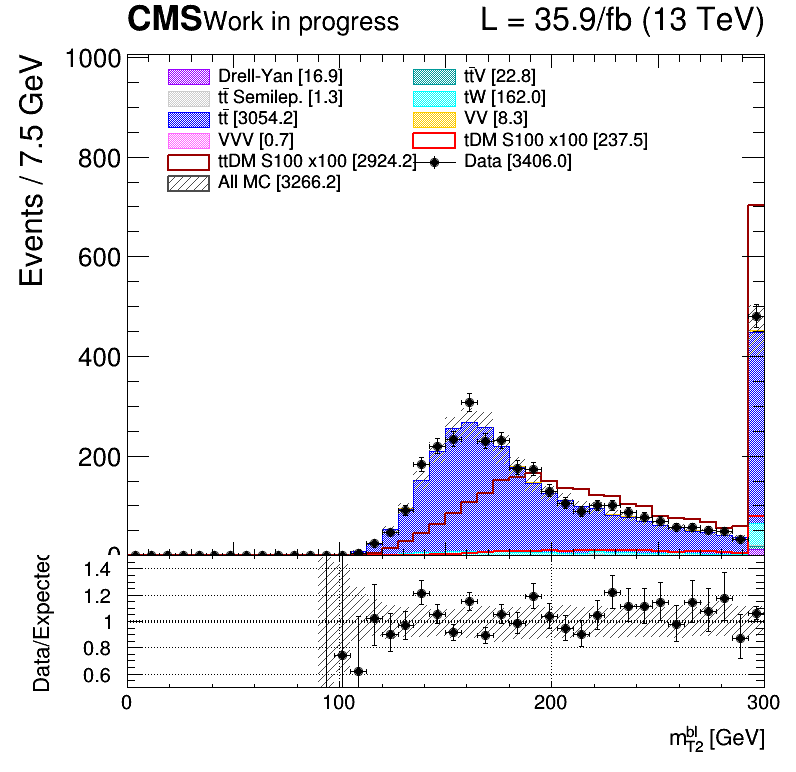 CMS Work in progress L = 35.9/fb (13 TeV)
Events / 7.5 GeV
1000
800
600
400
200
0
Drell-Yan [16.9]
tt̄V [22.8]
tt̄ Semilep. [1.3]
tW [162.0]
tt̄ [3054.2]
VV [8.3]
VVV [0.7]
tDM S100 x100 [237.5]
ttDM S100 x100 [2924.2]
Data [3406.0]
All MC [3266.2]
Data/Expected
1.4
1.2
1
0.8
0.6
0 100 200 300
m_{T2}^{bl} [GeV]